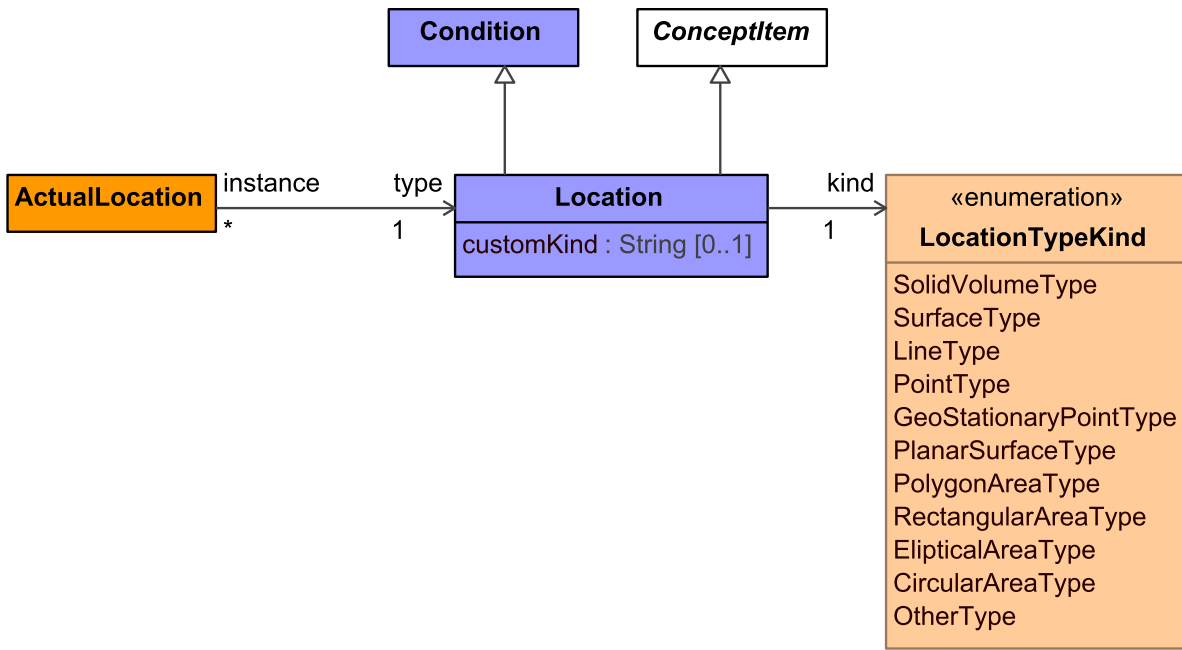 Condition
ConceptItem
ActualLocation
instance
type
*
1
Location
customKind : String [0..1]
kind
1
«enumeration»
LocationTypeKind
SolidVolumeType
SurfaceType
LineType
PointType
GeoStationaryPointType
PlanarSurfaceType
PolygonAreaType
RectangularAreaType
ElipticalAreaType
CircularAreaType
OtherType